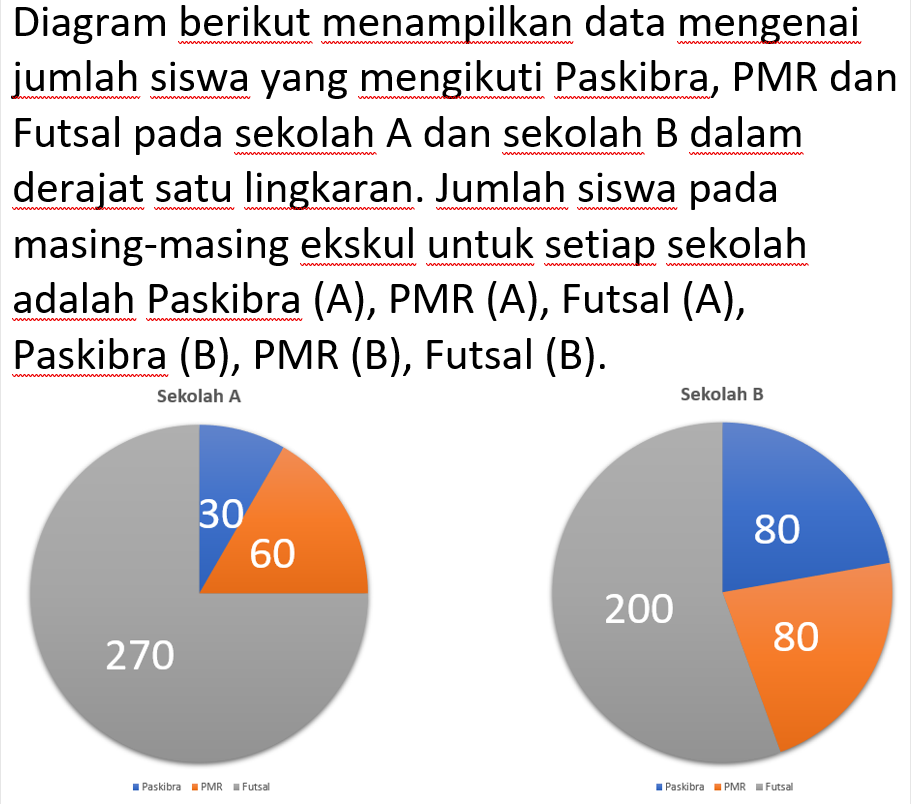 Diagram berikut menampilkan data mengenai
jumlah siswa yang mengikuti Paskibra, PMR dan
Futsal pada sekolah A dan sekolah B dalam
derajat satu lingkaran. Jumlah siswa pada
masing-masing ekskul untuk setiap sekolah
adalah Paskibra (A), PMR (A), Futsal (A),
Paskibra (B), PMR (B), Futsal (B).
Sekolah A
30
60
270
Paskibra PMR Futsal
Sekolah B
80
200
80
Paskibra PMR Futsal